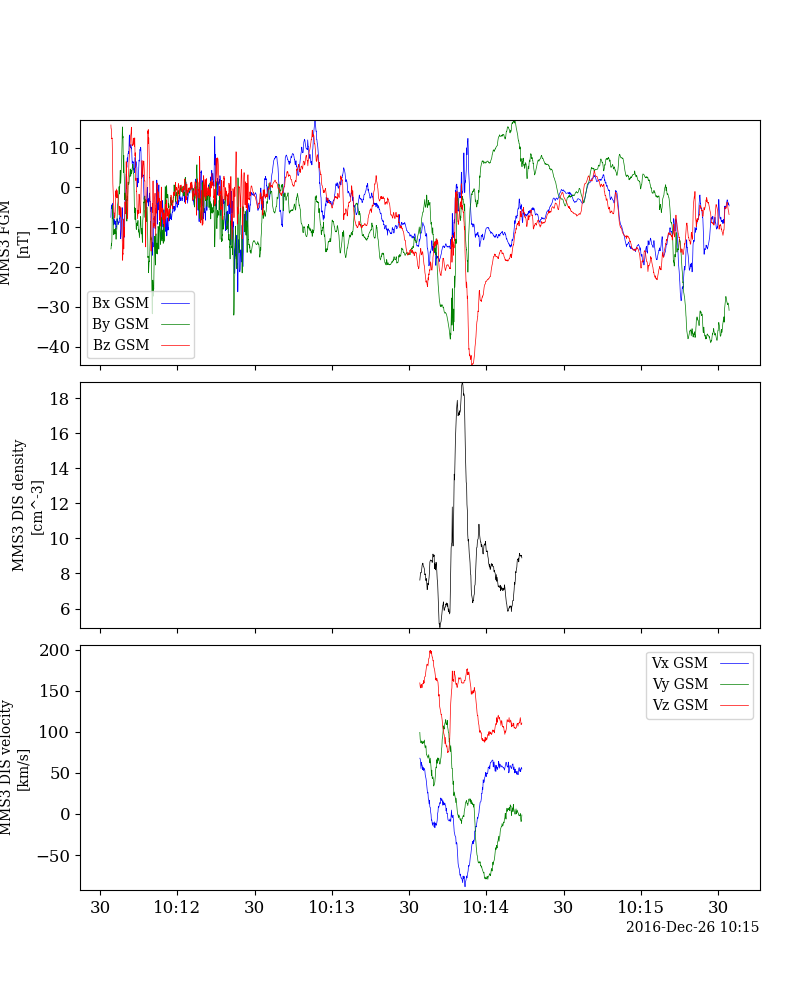 10
0
−10
−20
−30
−40
MMS3 FGM
[nT]
Bx GSM
By GSM
Bz GSM
18
16
14
12
10
8
6
MMS3 DIS density
[cm^-3]
200
150
100
50
0
−50
MMS3 DIS velocity
[km/s]
Vx GSM
Vy GSM
Vz GSM
30 10:12 30 10:13 30 10:14 30 10:15 30
2016-Dec-26 10:15